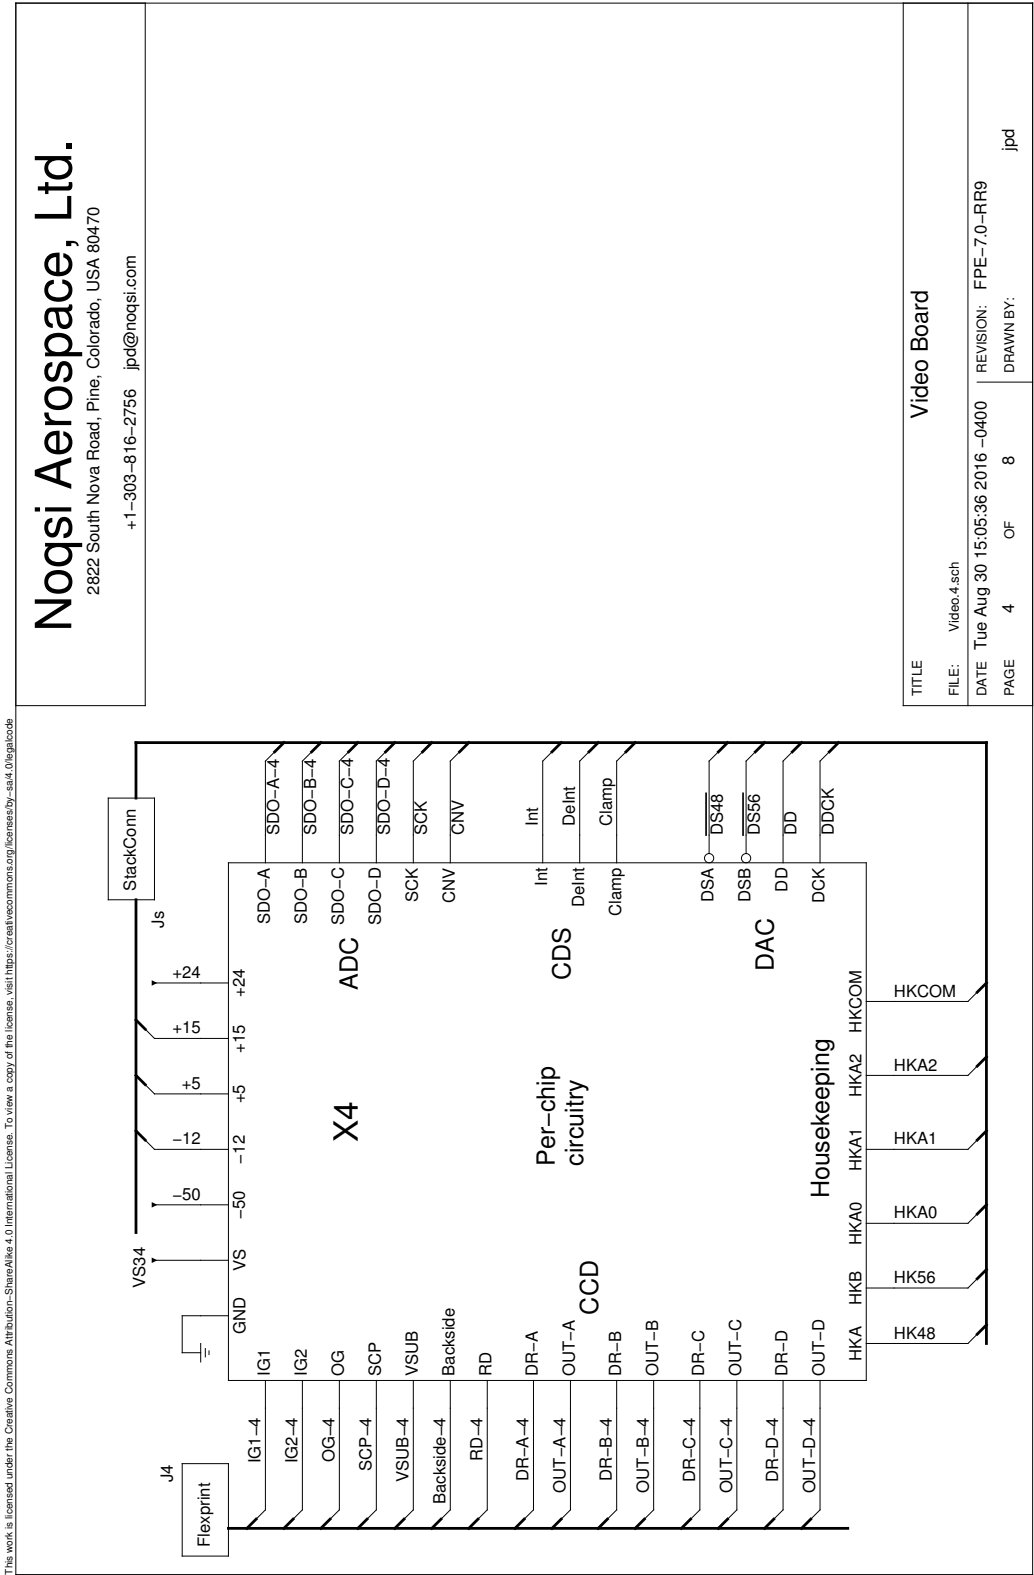 This work is licensed under the Creative Commons Attribution−ShareAlike 4.0 International License. To view a copy of the license, visit https://creativecommons.org/licenses/by−sa/4.0/legalcode
Noqsi Aerospace, Ltd.
2822 South Nova Road, Pine, Colorado, USA 80470
+1−303−816−2756 jpd@noqsi.com
J4
Flexprint
StackConn
Js
VS34
−50
−12
+5
+15
+24
GND
VS
−50
−12
+5
+15
+24
IG1−4
IG1
IG2−4
IG2
OG−4
OG
SCP−4
SCP
VSUB−4
VSUB
Backside−4
Backside
RD−4
RD
DR−A−4
DR−A
OUT−A−4
OUT−A
DR−B−4
DR−B
OUT−B−4
OUT−B
DR−C−4
DR−C
OUT−C−4
OUT−C
DR−D−4
DR−D
OUT−D−4
OUT−D
X4
Per−chip
circuitry
CCD
ADC
CDS
DAC
Housekeeping
SDO−A
SDO−A−4
SDO−B
SDO−B−4
SDO−C
SDO−C−4
SDO−D
SDO−D−4
SCK
SCK
CNV
CNV
Int
Int
DeInt
DeInt
Clamp
Clamp
DSA
DS48
DSB
DS56
DD
DD
DCK
DDCK
HKA
HKB
HKA0
HKA1
HKA2
HKCOM
HK48
HK56
HKA0
HKA1
HKA2
HKCOM
TITLE
Video Board
FILE: Video.4.sch
DATE Tue Aug 30 15:05:36 2016 −0400
REVISION: FPE−7.0−RR9
PAGE 4 OF 8
DRAWN BY: jpd